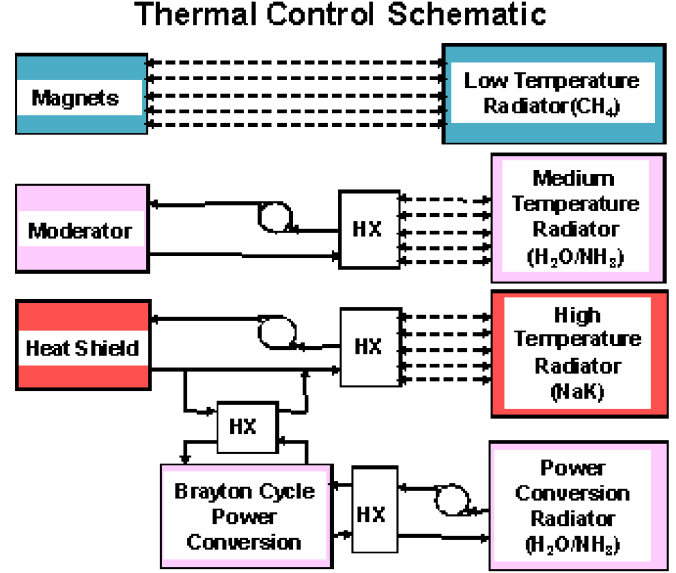 Thermal Control Schematic
Magnets
Low Temperature
Radiator(CH₄)
Moderator
HX
Medium
Temperature
Radiator
(H₂O/NH₃)
Heat Shield
HX
High
Temperature
Radiator
(NaK)
HX
Brayton Cycle
Power
Conversion
HX
Power
Conversion
Radiator
(H₂O/NH₃)